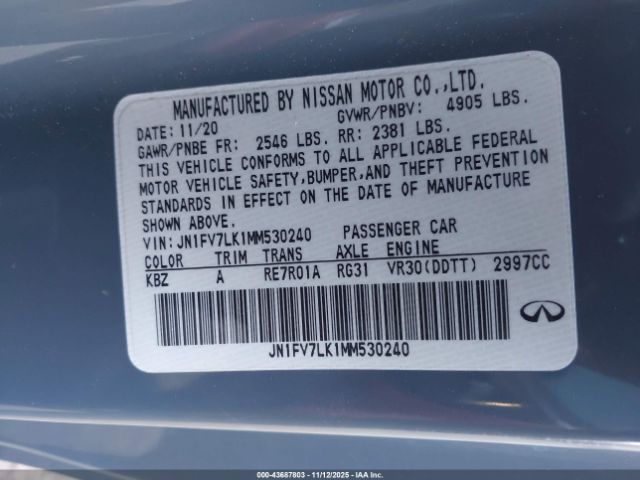 MANUFACTURED BY NISSAN MOTOR CO.,LTD.
DATE: 11/20 GVWR/PNBV: 4905 LBS.
GAWR/PNBE FR: 2546 LBS. RR: 2381 LBS.
THIS VEHICLE CONFORMS TO ALL APPLICABLE FEDERAL
MOTOR VEHICLE SAFETY,BUMPER,AND THEFT PREVENTION
STANDARDS IN EFFECT ON THE DATE OF MANUFACTURE
SHOWN ABOVE.
VIN:JN1FV7LK1MM530240 PASSENGER CAR
COLOR TRIM TRANS AXLE ENGINE
KBZ A RE7R01A RG31 VR30(DDTT) 2997CC
JN1FV7LK1MM530240
00-43687803 - 11/12/2025 - IAA Inc.